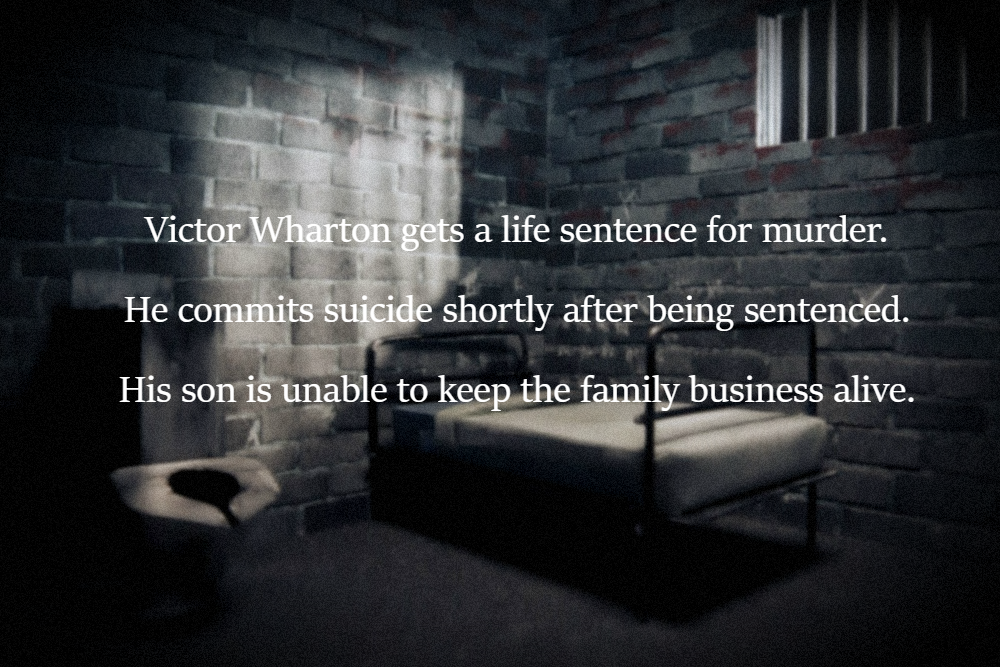 Victor Wharton gets a life sentence for murder.
He commits suicide shortly after being sentenced.
His son is unable to keep the family business alive.